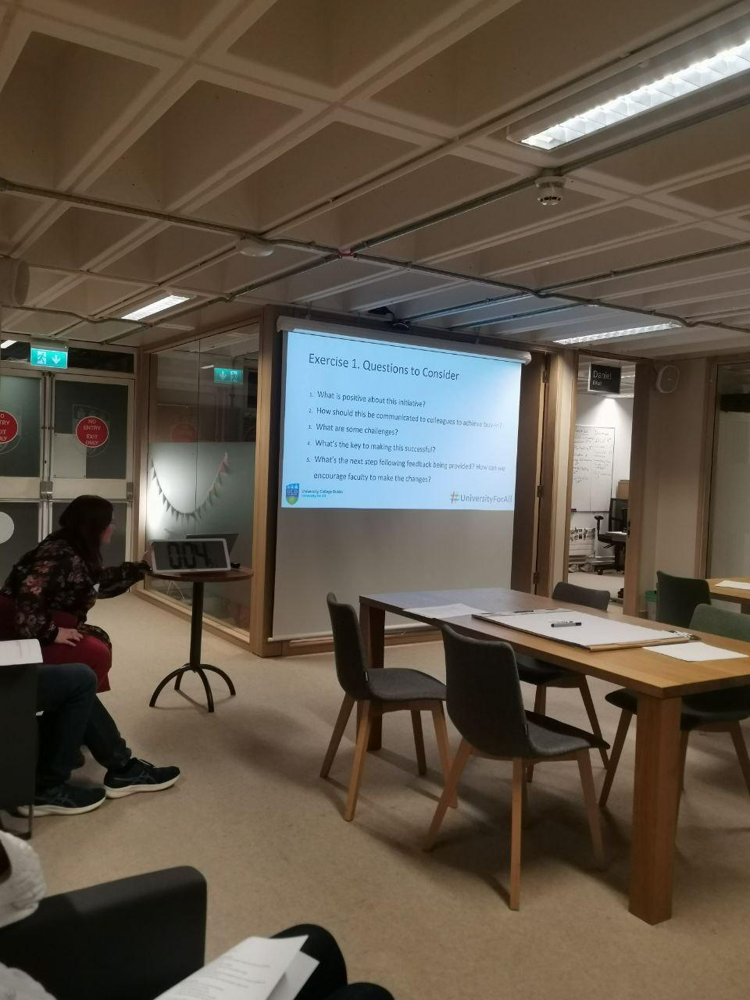 Exercise 1. Questions to Consider
1. What is positive about this initiative?
2. How should this be communicated to colleagues to achieve buy-in?
3. What are some challenges?
4. What's the key to making this successful?
5. What's the next step following feedback being provided? How can we
encourage faculty to make the changes?
UCD
University College Dublin
University for All
#UniversityForAll
NO
ENTRY
EXIT
ONLY
NO
ENTRY
EXIT
ONLY
Daniel